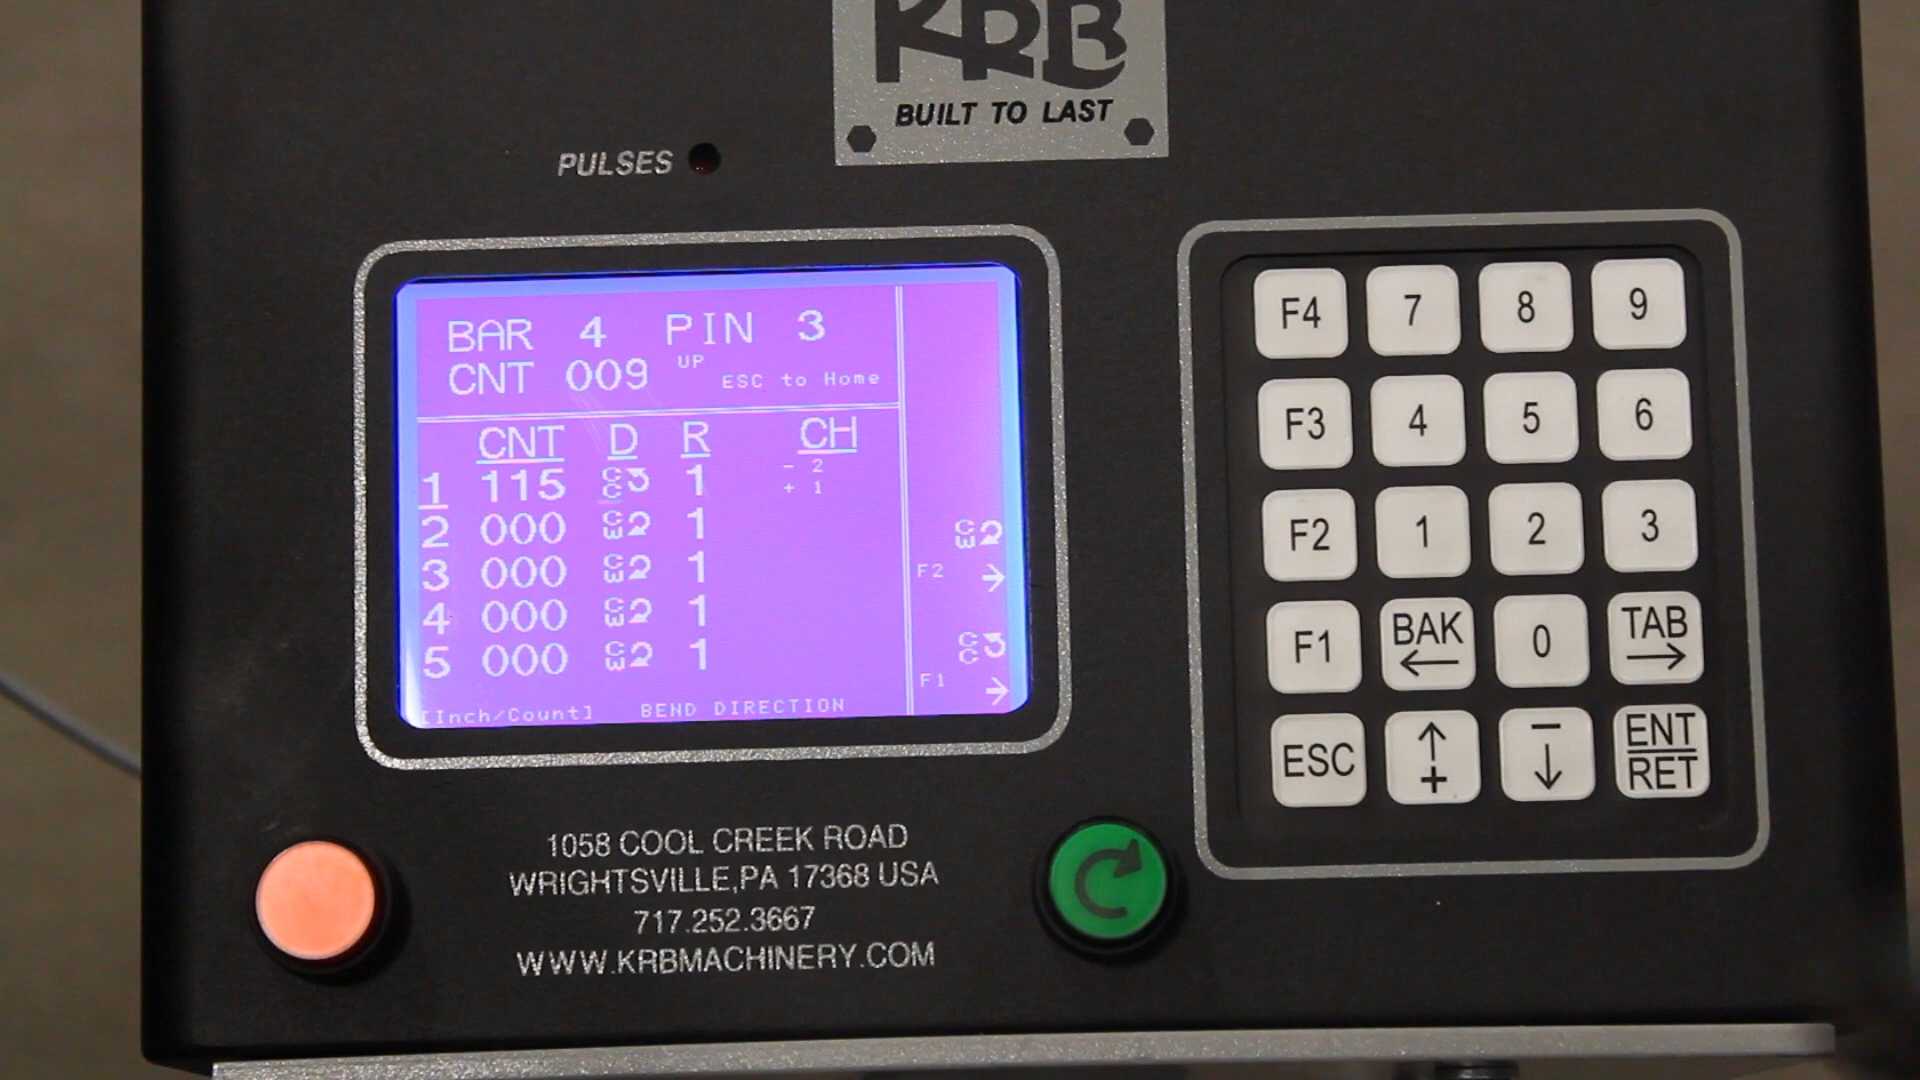 KRB
BUILT TO LAST
PULSES
BAR 4 PIN 3
CNT 009 UP ESC to Home
CNT D R CH
1 115 CC 1 - 2
+ 1
2 000 CW 1
3 000 CW 1
4 000 CW 1
5 000 CW 1
[Inch/Count] BEND DIRECTION
CW
F2 →
CC
F1 →
F4 7 8 9
F3 4 5 6
F2 1 2 3
F1 BAK ← 0 TAB →
ESC ↑ + - ↓ ENT RET
1058 COOL CREEK ROAD
WRIGHTSVILLE,PA 17368 USA
717.252.3667
WWW.KRBMACHINERY.COM